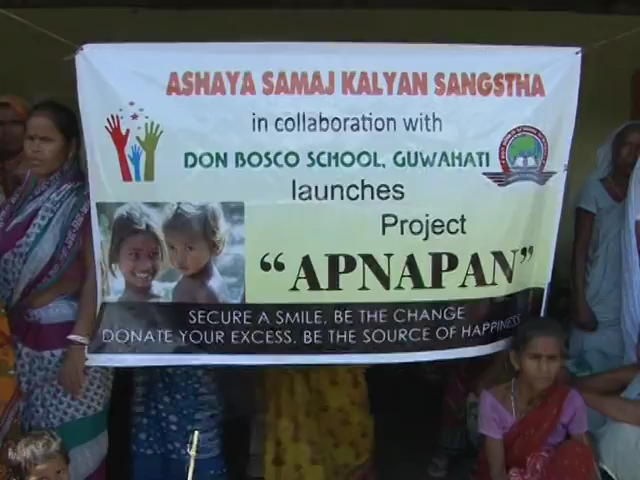 ASHAYA SAMAJ KALYAN SANGSTHA
in collaboration with
DON BOSCO SCHOOL, GUWAHATI
launches
Project
"APNAPAN"
SECURE A SMILE, BE THE CHANGE
DONATE YOUR EXCESS, BE THE SOURCE OF HAPPINESS